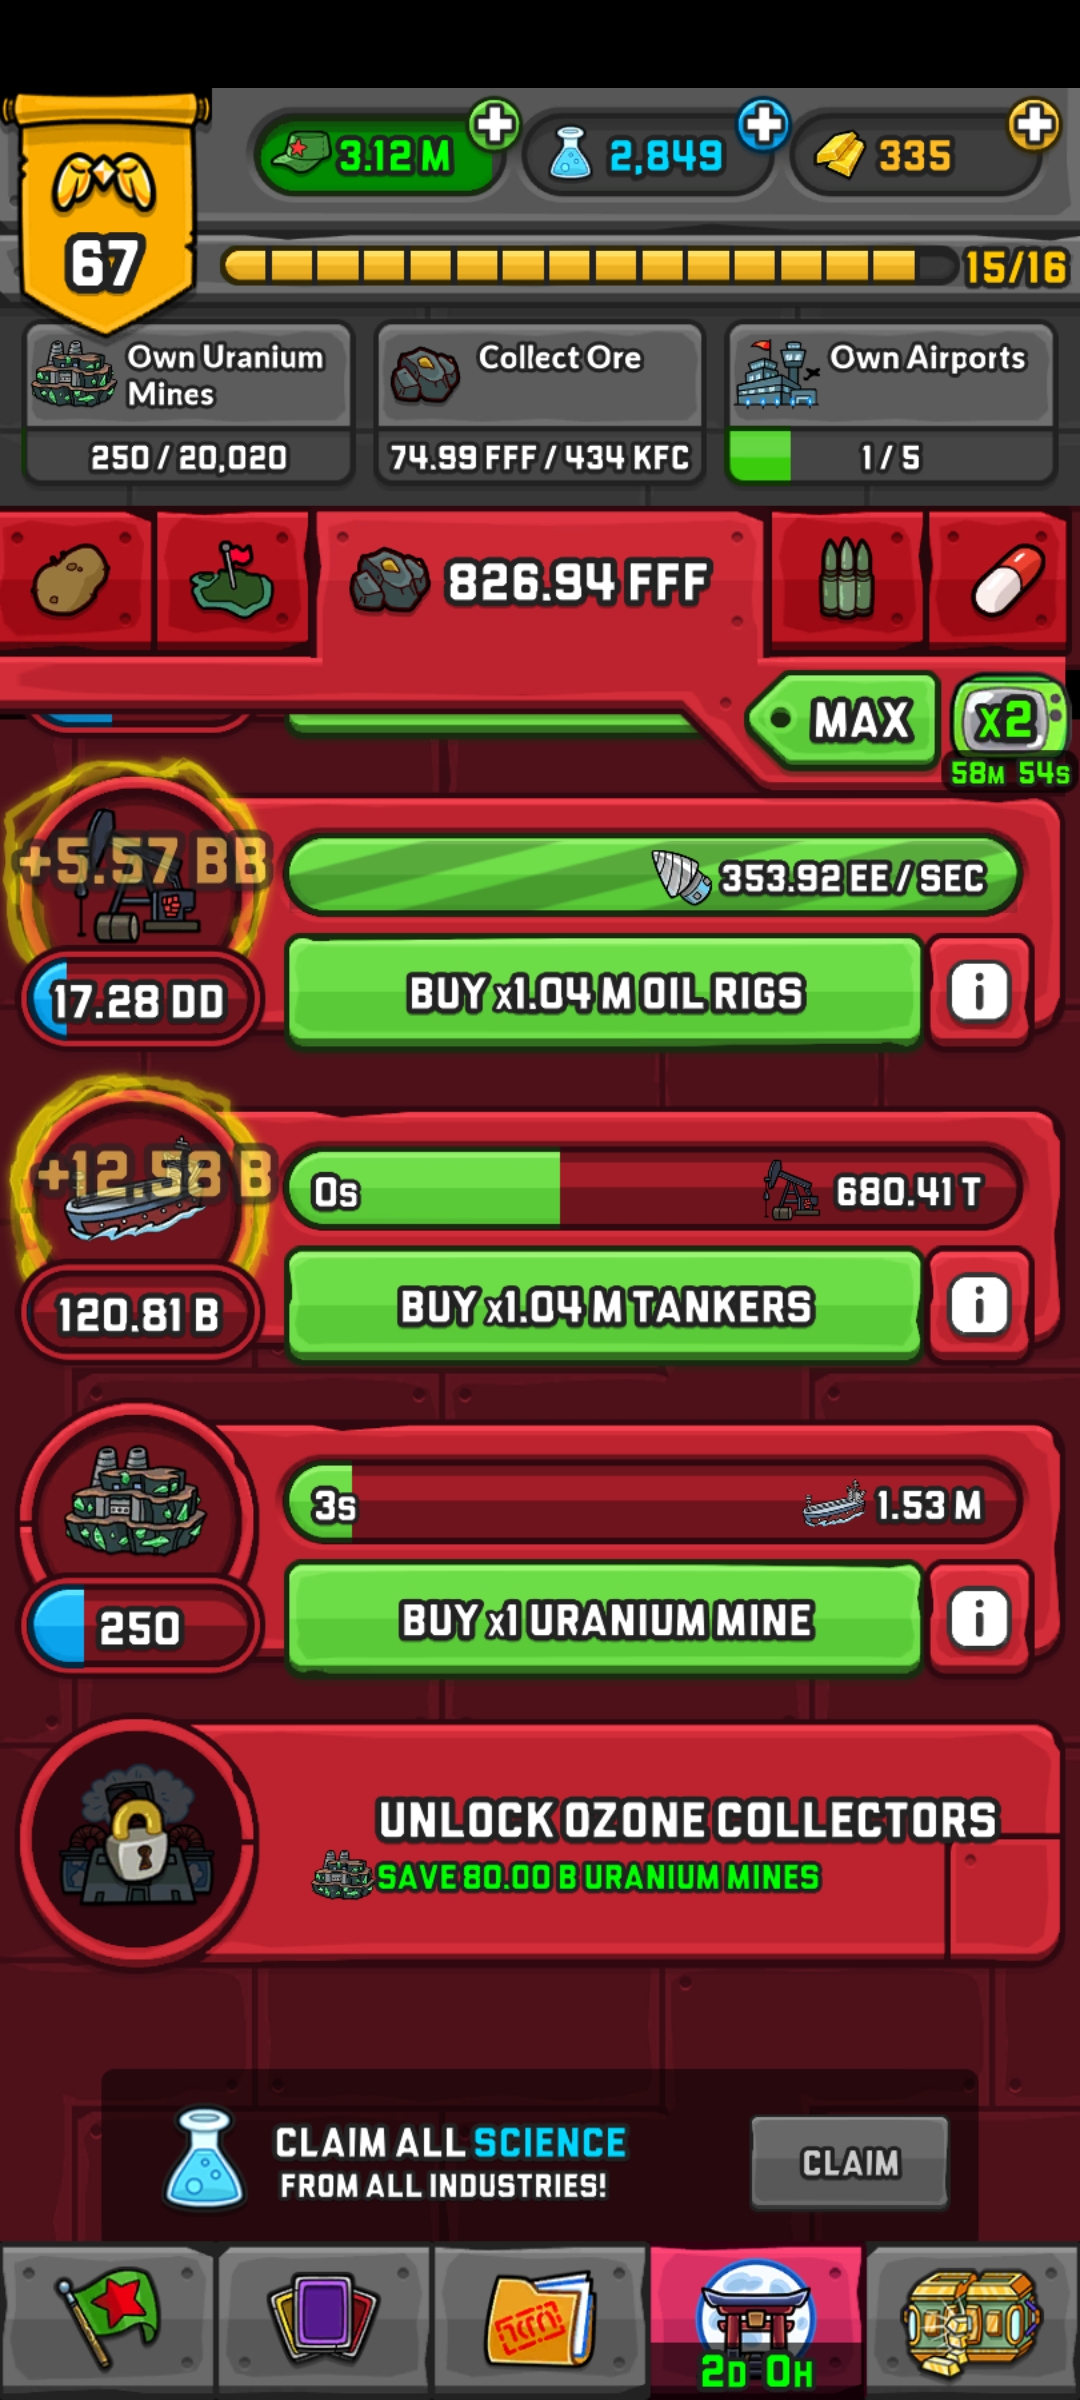 3.12 M
2,849
335
67
15/16
Own Uranium
Mines
250 / 20,020
Collect Ore
74.99 FFF / 434 KFC
Own Airports
1 / 5
826.94 FFF
MAX
x2
58M 54S
+5.57 BB
353.92 EE / SEC
17.28 DD
BUY x1.04 M OIL RIGS
i
+12.58 B
0s
680.41 T
120.81 B
BUY x1.04 M TANKERS
i
3s
1.53 M
250
BUY x1 URANIUM MINE
i
UNLOCK OZONE COLLECTORS
SAVE 80.00 B URANIUM MINES
CLAIM ALL SCIENCE
FROM ALL INDUSTRIES!
CLAIM
2D 0H